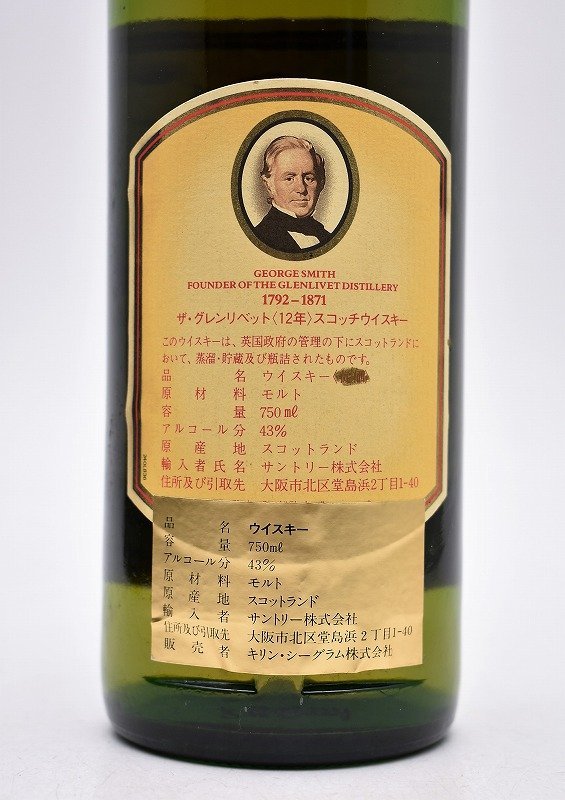 GEORGE SMITH
FOUNDER OF THE GLENLIVET DISTILLERY
1792-1871
ザ・グレンリベット〈12年〉スコッチウイスキー
このウイスキーは、英国政府の管理の下にスコットランドに
おいて、蒸溜・貯蔵及び瓶詰されたものです。
品名 ウイスキー
原材料 モルト
容量 750mℓ
アルコール分 43%
原産地 スコットランド
輸入者氏名 サントリー株式会社
住所及び引取先 大阪市北区堂島浜2丁目1-40
品名 ウイスキー
容量 750mℓ
アルコール分 43%
原材料 モルト
原産地 スコットランド
輸入者 サントリー株式会社
住所及び引取先 大阪市北区堂島浜2丁目1-40
販売者 キリン・シーグラム株式会社